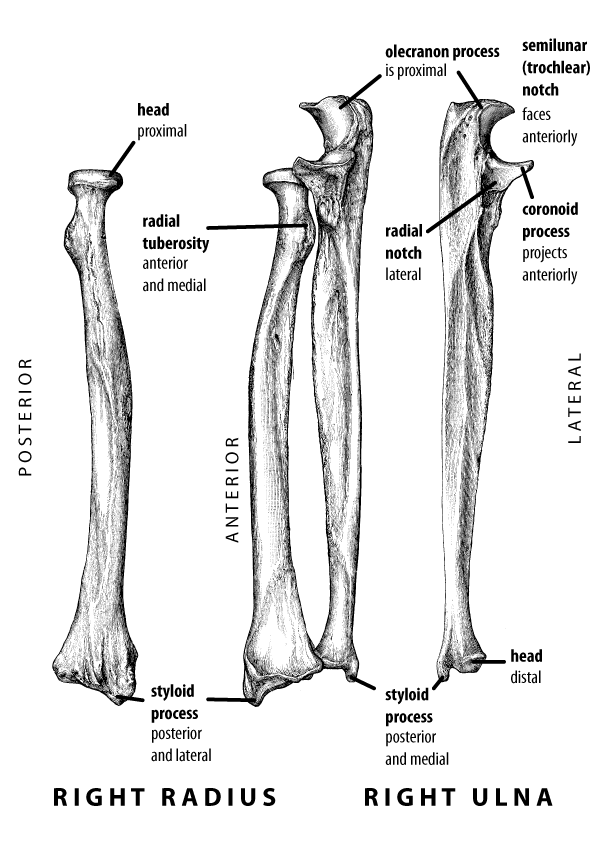 olecranon process
is proximal
semilunar
(trochlear)
notch
faces
anteriorly
head
proximal
radial
tuberosity
anterior
and medial
radial
notch
lateral
coronoid
process
projects
anteriorly
POSTERIOR
ANTERIOR
LATERAL
head
distal
styloid
process
posterior
and lateral
styloid
process
posterior
and medial
RIGHT RADIUS
RIGHT ULNA